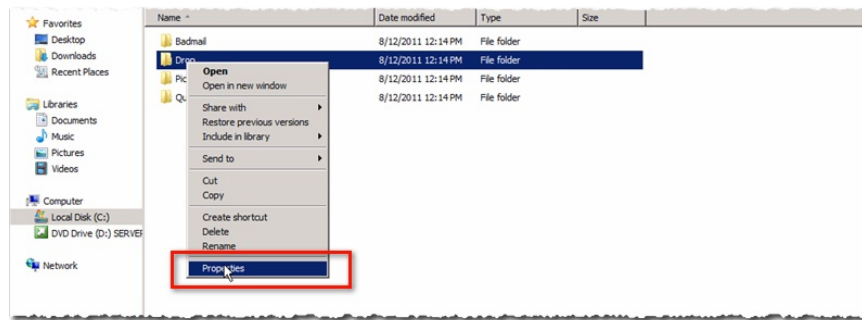 Name Date modified Type Size
Favorites
Desktop
Downloads
Recent Places
Libraries
Documents
Music
Pictures
Videos
Computer
Local Disk (C:)
DVD Drive (D:) SERVER
Network
Badmail 8/12/2011 12:14 PM File folder
Drop 8/12/2011 12:14 PM File folder
Pic 8/12/2011 12:14 PM File folder
Qu 8/12/2011 12:14 PM File folder
Open
Open in new window
Share with
Restore previous versions
Include in library
Send to
Cut
Copy
Create shortcut
Delete
Rename
Properties